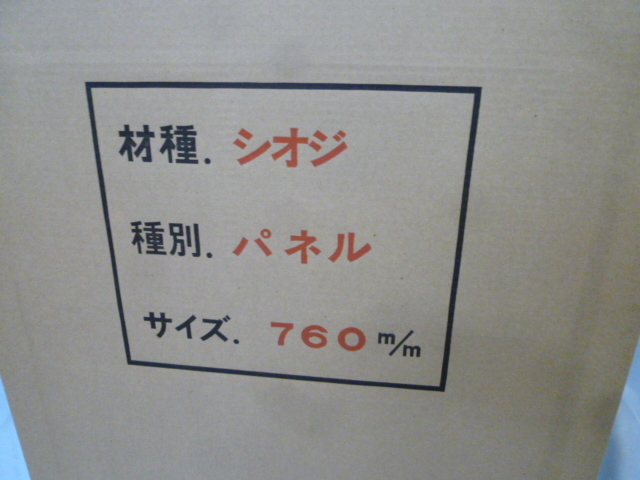 材種. シオジ
種別. パネル
サイズ. 760 m/m